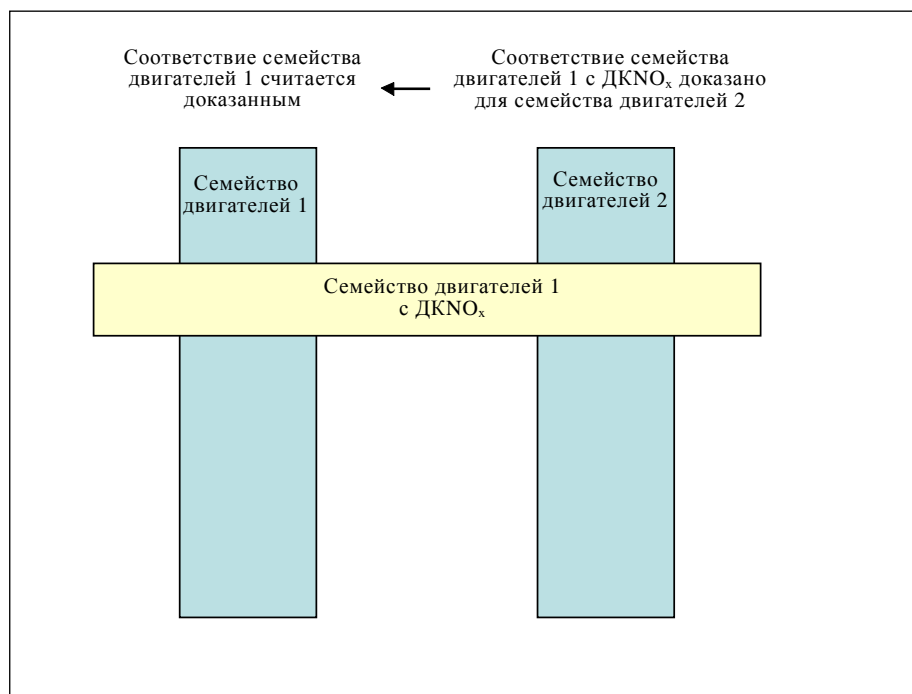 Соответствие семейства
двигателей 1 считается
доказанным
Соответствие семейства
двигателей 1 с ДКNOₓ доказано
для семейства двигателей 2
Семейство
двигателей 1
Семейство
двигателей 2
Семейство двигателей 1
с ДКNOₓ